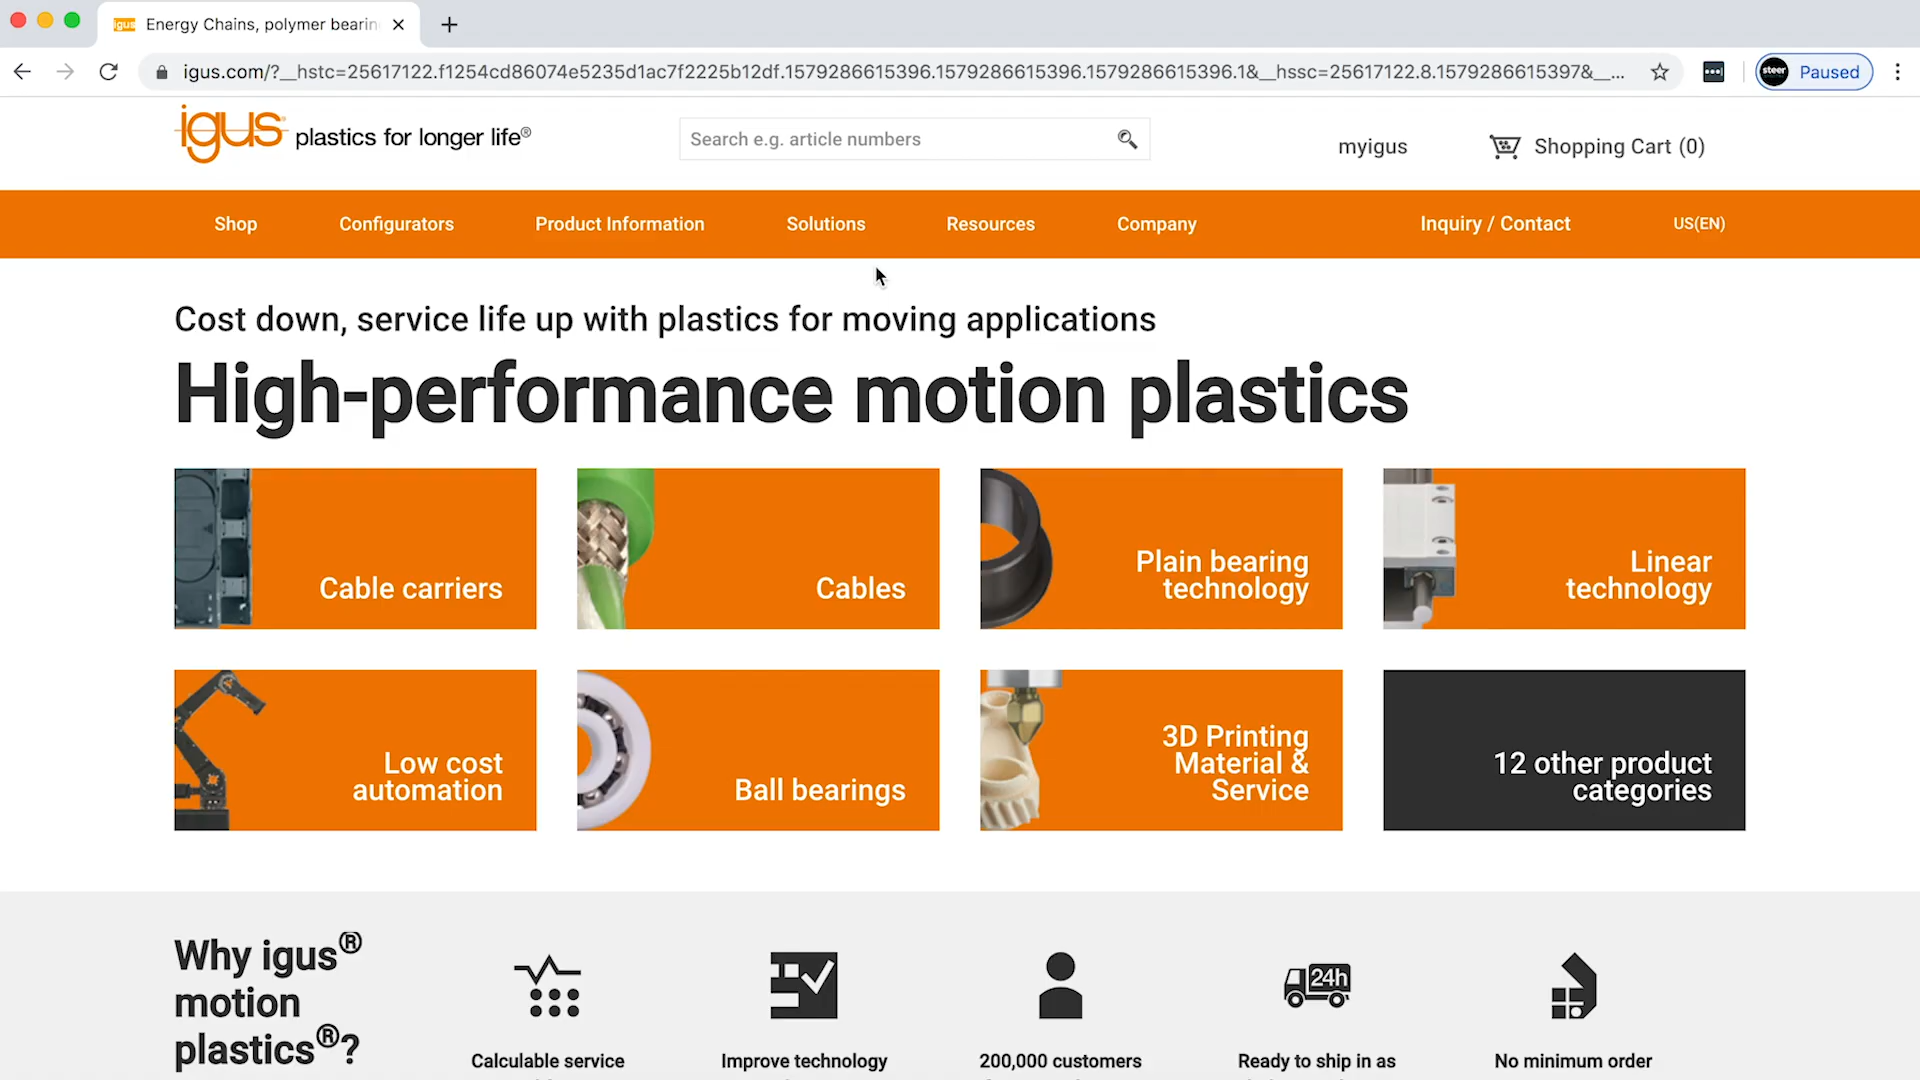 igus Energy Chains, polymer bearin
igus.com/?__hstc=25617122.f1254cd86074e5235d1ac7f2225b12df.1579286615396.1579286615396.1579286615396.1&__hssc=25617122.8.1579286615397&__...
steer Paused
igus® plastics for longer life®
Search e.g. article numbers
myigus
Shopping Cart (0)
Shop Configurators Product Information Solutions Resources Company Inquiry / Contact US(EN)
Cost down, service life up with plastics for moving applications
High-performance motion plastics
Cable carriers
Cables
Plain bearing
technology
Linear
technology
Low cost
automation
Ball bearings
3D Printing
Material &
Service
12 other product
categories
Why igus®
motion
plastics®?
24h
Calculable service
Improve technology
200,000 customers
Ready to ship in as
No minimum order